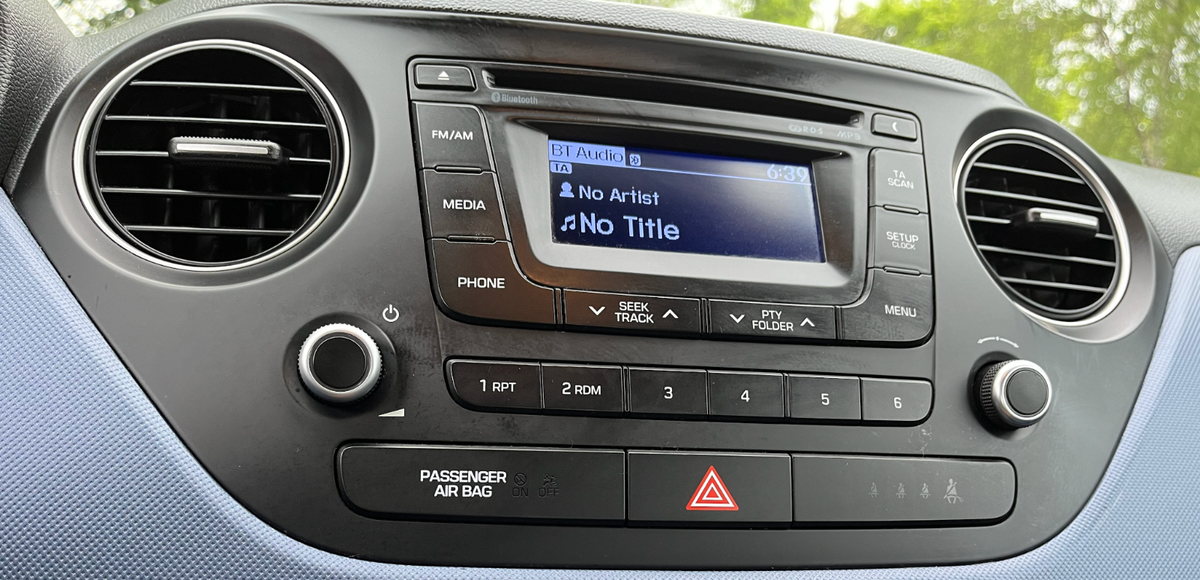 Bluetooth
C D R D S MP3
FM/AM
MEDIA
PHONE
BT Audio
6:39
TA
No Artist
No Title
TA
SCAN
SETUP
CLOCK
MENU
SEEK
TRACK
PTY
FOLDER
1 RPT
2 RDM
3
4
5
6
PASSENGER
AIR BAG
ON
OFF